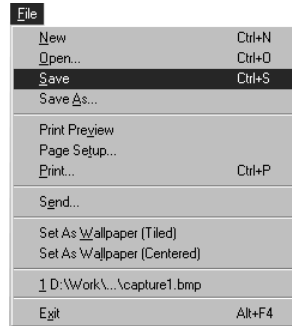 File
New Ctrl+N
Open... Ctrl+O
Save Ctrl+S
Save As...
Print Preview
Page Setup...
Print... Ctrl+P
Send...
Set As Wallpaper (Tiled)
Set As Wallpaper (Centered)
1 D:\Work\...\capture1.bmp
Exit Alt+F4